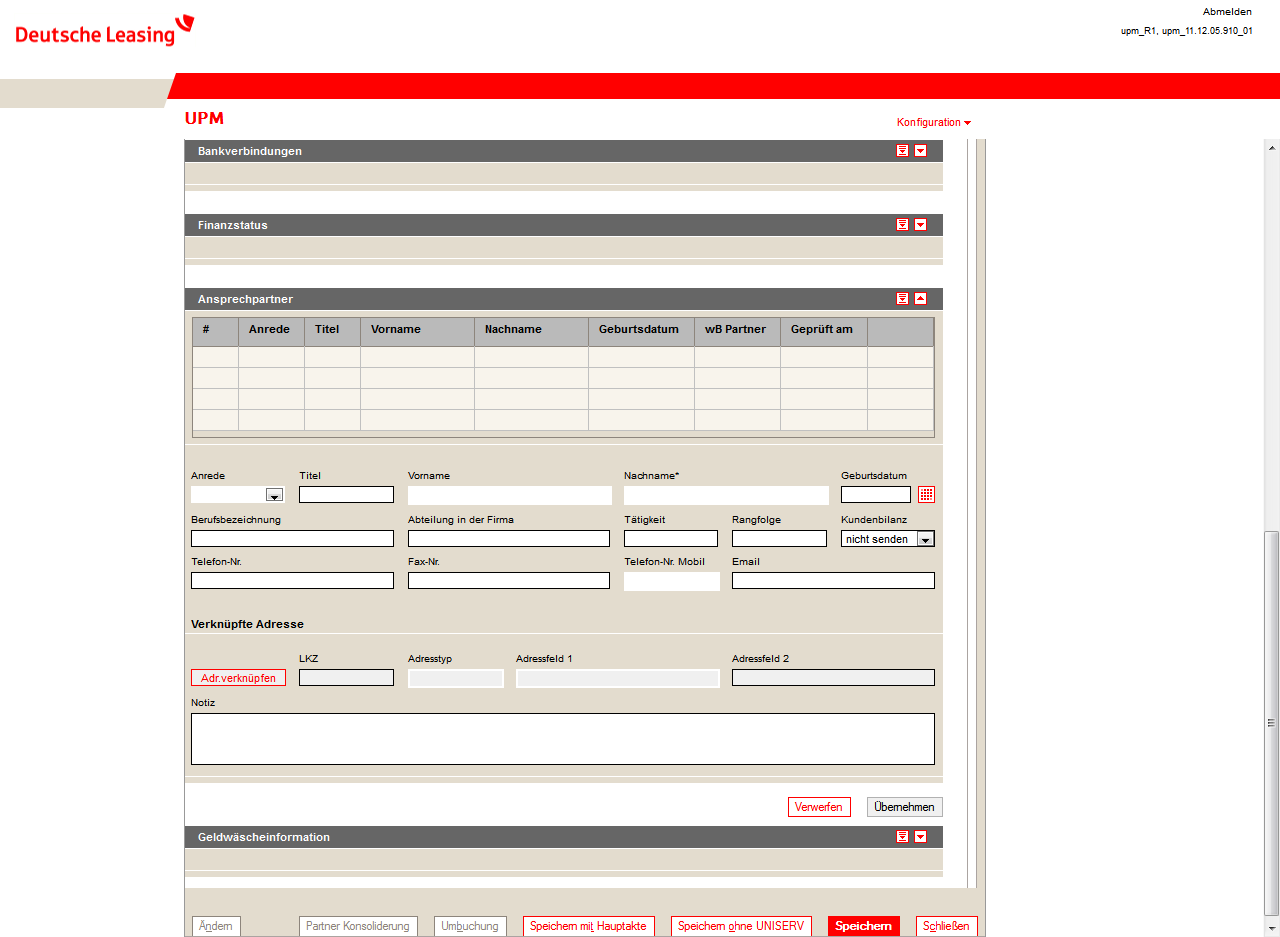 Abmelden
Deutsche Leasing
upm_R1, upm_11.12.05.910_01
UPM
Konfiguration
Bankverbindungen
Finanzstatus
Ansprechpartner
# Anrede Titel Vorname Nachname Geburtsdatum wB Partner Geprüft am
Anrede Titel Vorname Nachname* Geburtsdatum
Berufsbezeichnung Abteilung in der Firma Tätigkeit Rangfolge Kundenbilanz
nicht senden
Telefon-Nr. Fax-Nr. Telefon-Nr. Mobil Email
Verknüpfte Adresse
LKZ Adresstyp Adressfeld 1 Adressfeld 2
Adr.verknüpfen
Notiz
Verwerfen Übernehmen
Geldwäscheinformation
Ändern Partner Konsolidierung Umbuchung Speichern mit Hauptakte Speichern ohne UNISERV Speichern Schließen